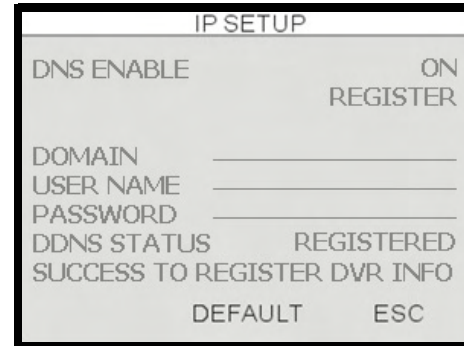 IP SETUP
DNS ENABLE ON
REGISTER
DOMAIN
USER NAME
PASSWORD
DDNS STATUS REGISTERED
SUCCESS TO REGISTER DVR INFO
DEFAULT ESC